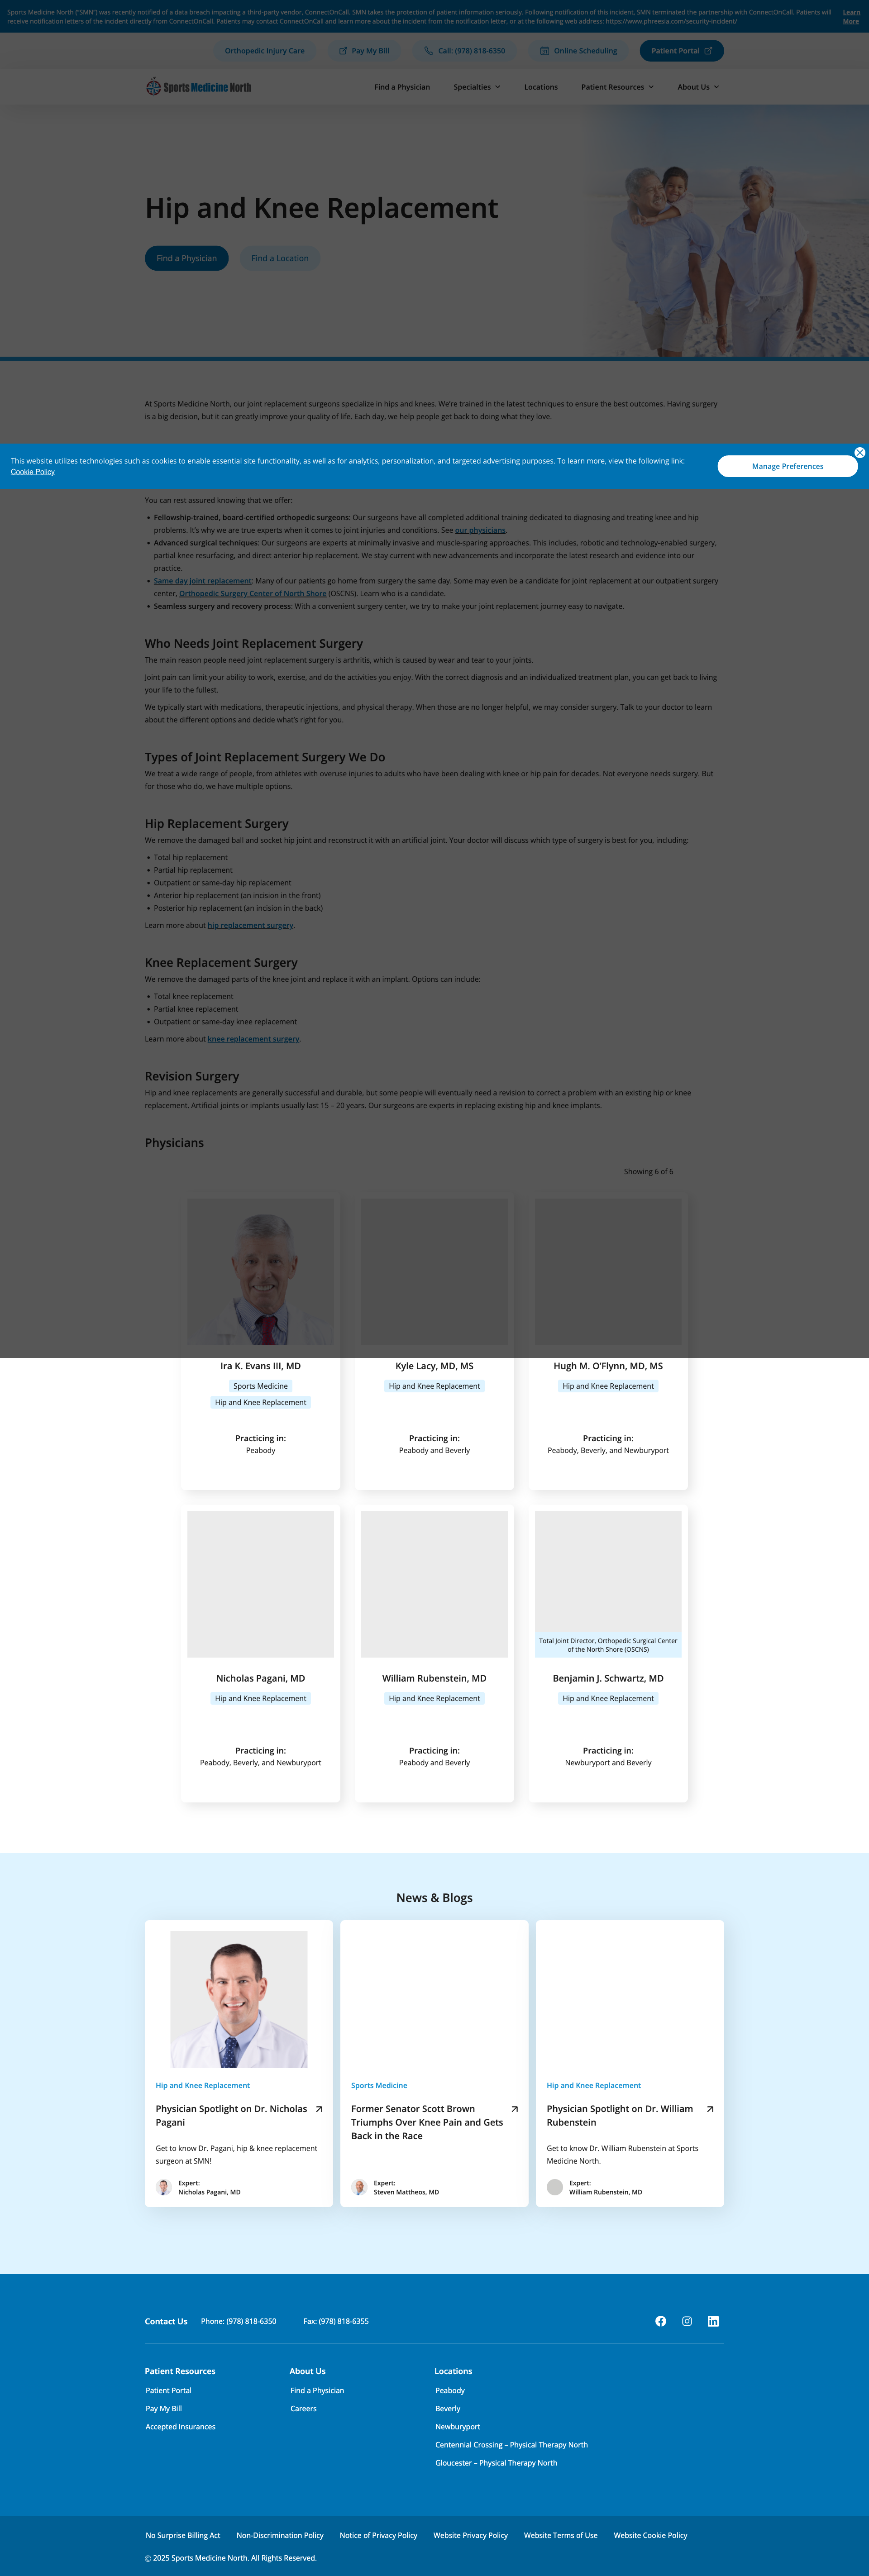 Sports Medicine North ("SMN") was recently notified of a data breach impacting a third-party vendor, ConnectOnCall. SMN takes the protection of patient information seriously. Following notification of this incident, SMN terminated the partnership with ConnectOnCall. Patients will
receive notification letters of the incident directly from ConnectOnCall. Patients may contact ConnectOnCall and learn more about the incident from the notification letter, or at the following web address: https://www.phreesia.com/security-incident/
Learn
More
Orthopedic Injury Care
Pay My Bill
Call: (978) 818-6350
Online Scheduling
Patient Portal
Sports Medicine North
Find a Physician
Specialties
Locations
Patient Resources
About Us
Hip and Knee Replacement
Find a Physician
Find a Location
At Sports Medicine North, our joint replacement surgeons specialize in hips and knees. We're trained in the latest techniques to ensure the best outcomes. Having surgery
is a big decision, but it can greatly improve your quality of life. Each day, we help people get back to doing what they love.
This website utilizes technologies such as cookies to enable essential site functionality, as well as for analytics, personalization, and targeted advertising purposes. To learn more, view the following link:
Cookie Policy
Manage Preferences
You can rest assured knowing that we offer:
• Fellowship-trained, board-certified orthopedic surgeons: Our surgeons have all completed additional training dedicated to diagnosing and treating knee and hip
problems. It's why we are true experts when it comes to joint injuries and conditions. See our physicians.
• Advanced surgical techniques: Our surgeons are experts at minimally invasive and muscle-sparing approaches. This includes, robotic and technology-enabled surgery,
partial knee resurfacing, and direct anterior hip replacement. We stay current with new advancements and incorporate the latest research and evidence into our
practice.
• Same day joint replacement: Many of our patients go home from surgery the same day. Some may even be a candidate for joint replacement at our outpatient surgery
center, Orthopedic Surgery Center of North Shore (OSCNS). Learn who is a candidate.
• Seamless surgery and recovery process: With a convenient surgery center, we try to make your joint replacement journey easy to navigate.
Who Needs Joint Replacement Surgery
The main reason people need joint replacement surgery is arthritis, which is caused by wear and tear to your joints.
Joint pain can limit your ability to work, exercise, and do the activities you enjoy. With the correct diagnosis and an individualized treatment plan, you can get back to living
your life to the fullest.
We typically start with medications, therapeutic injections, and physical therapy. When those are no longer helpful, we may consider surgery. Talk to your doctor to learn
about the different options and decide what's right for you.
Types of Joint Replacement Surgery We Do
We treat a wide range of people, from athletes with overuse injuries to adults who have been dealing with knee or hip pain for decades. Not everyone needs surgery. But
for those who do, we have multiple options.
Hip Replacement Surgery
We remove the damaged ball and socket hip joint and reconstruct it with an artificial joint. Your doctor will discuss which type of surgery is best for you, including:
• Total hip replacement
• Partial hip replacement
• Outpatient or same-day hip replacement
• Anterior hip replacement (an incision in the front)
• Posterior hip replacement (an incision in the back)
Learn more about hip replacement surgery.
Knee Replacement Surgery
We remove the damaged parts of the knee joint and replace it with an implant. Options can include:
• Total knee replacement
• Partial knee replacement
• Outpatient or same-day knee replacement
Learn more about knee replacement surgery.
Revision Surgery
Hip and knee replacements are generally successful and durable, but some people will eventually need a revision to correct a problem with an existing hip or knee
replacement. Artificial joints or implants usually last 15 – 20 years. Our surgeons are experts in replacing existing hip and knee implants.
Physicians
Showing 6 of 6
Ira K. Evans III, MD
Sports Medicine
Hip and Knee Replacement
Practicing in:
Peabody
Kyle Lacy, MD, MS
Hip and Knee Replacement
Practicing in:
Peabody and Beverly
Hugh M. O'Flynn, MD, MS
Hip and Knee Replacement
Practicing in:
Peabody, Beverly, and Newburyport
Nicholas Pagani, MD
Hip and Knee Replacement
Practicing in:
Peabody, Beverly, and Newburyport
William Rubenstein, MD
Hip and Knee Replacement
Practicing in:
Peabody and Beverly
Total Joint Director, Orthopedic Surgical Center
of the North Shore (OSCNS)
Benjamin J. Schwartz, MD
Hip and Knee Replacement
Practicing in:
Newburyport and Beverly
News & Blogs
Hip and Knee Replacement
Physician Spotlight on Dr. Nicholas
Pagani
Get to know Dr. Pagani, hip & knee replacement
surgeon at SMN!
Expert:
Nicholas Pagani, MD
Sports Medicine
Former Senator Scott Brown
Triumphs Over Knee Pain and Gets
Back in the Race
Expert:
Steven Mattheos, MD
Hip and Knee Replacement
Physician Spotlight on Dr. William
Rubenstein
Get to know Dr. William Rubenstein at Sports
Medicine North.
Expert:
William Rubenstein, MD
Contact Us
Phone: (978) 818-6350
Fax: (978) 818-6355
Patient Resources
Patient Portal
Pay My Bill
Accepted Insurances
About Us
Find a Physician
Careers
Locations
Peabody
Beverly
Newburyport
Centennial Crossing – Physical Therapy North
Gloucester – Physical Therapy North
No Surprise Billing Act
Non-Discrimination Policy
Notice of Privacy Policy
Website Privacy Policy
Website Terms of Use
Website Cookie Policy
© 2025 Sports Medicine North. All Rights Reserved.